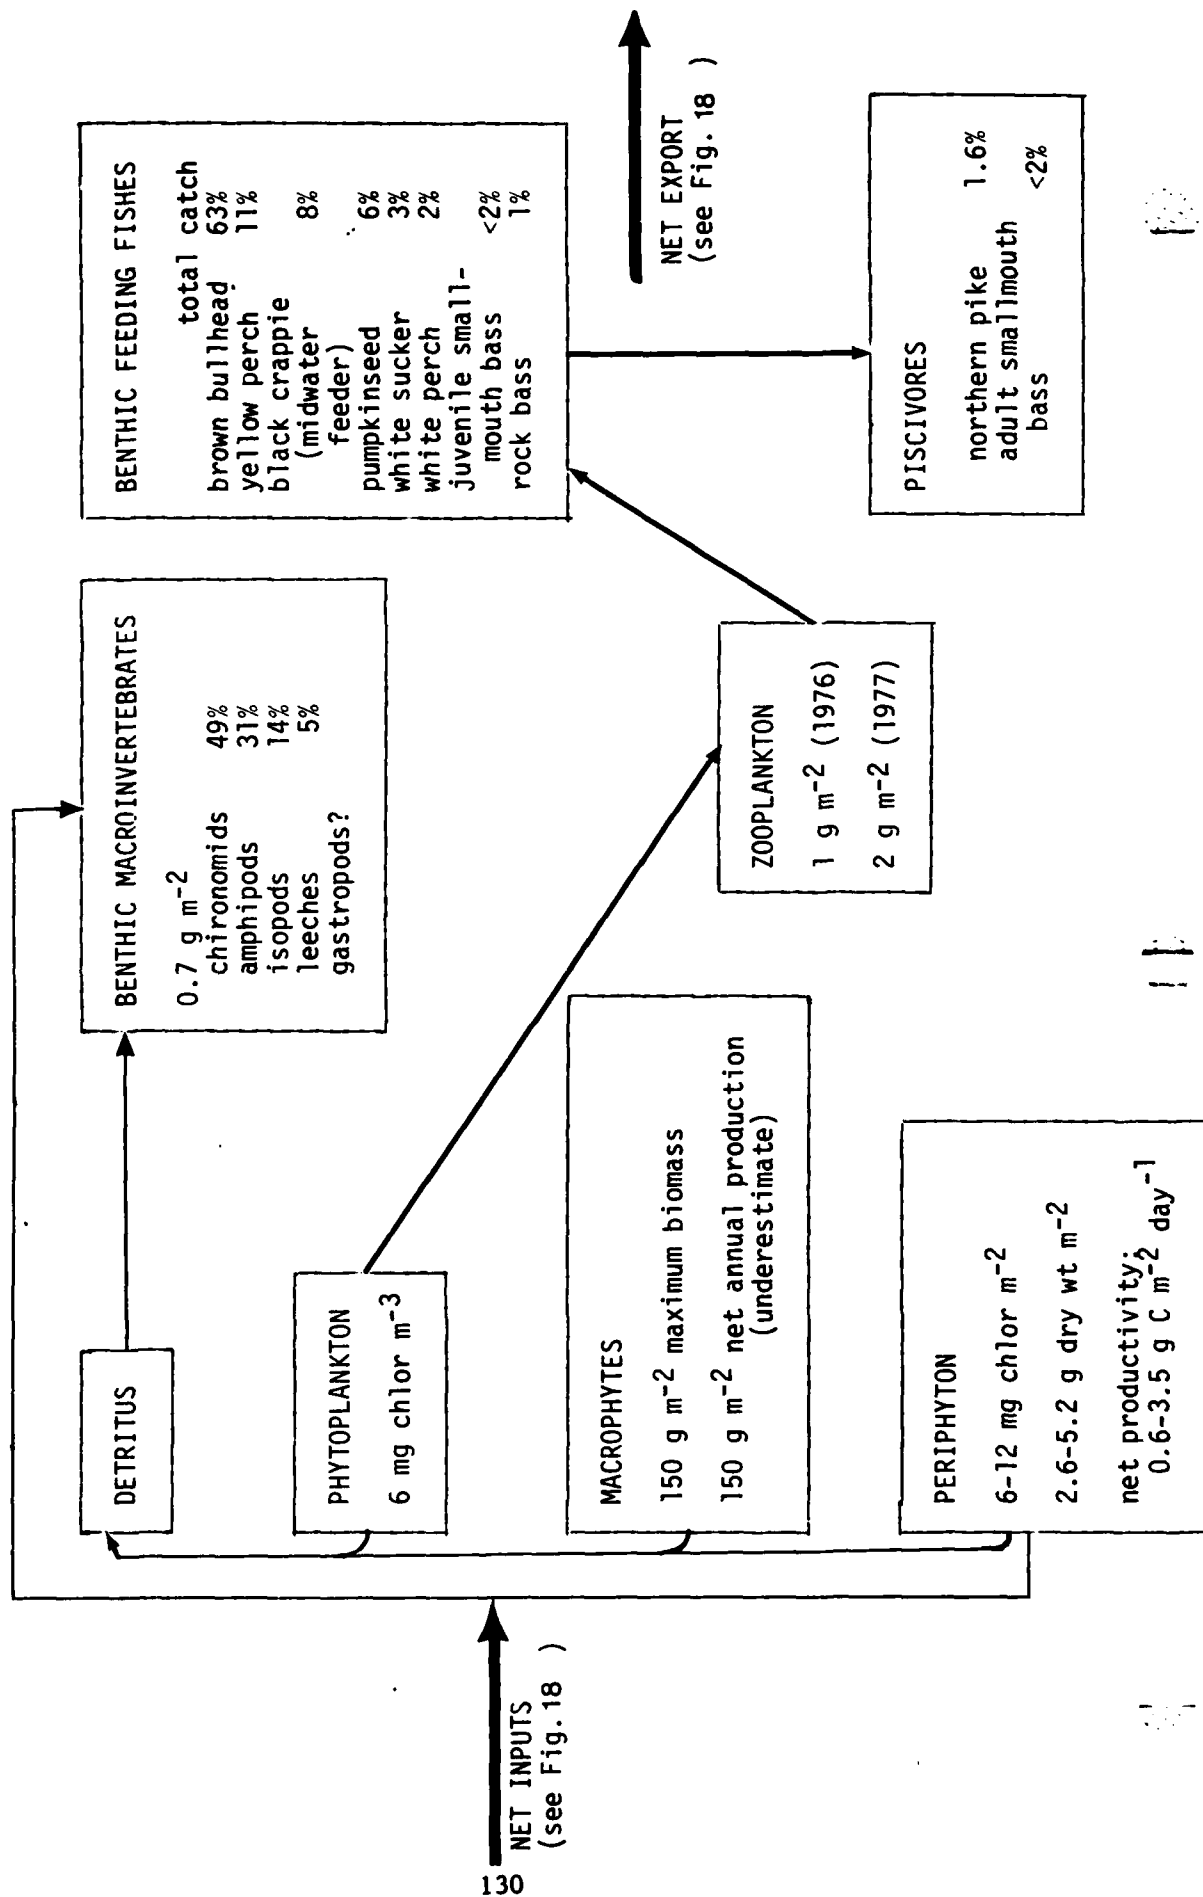 NET INPUTS
(see Fig. 18 )
DETRITUS
PHYTOPLANKTON
6 mg chlor m⁻³
MACROPHYTES
150 g m⁻² maximum biomass
150 g m⁻² net annual production
(underestimate)
PERIPHYTON
6-12 mg chlor m⁻²
2.6-5.2 g dry wt m⁻²
net productivity;
0.6-3.5 g C m⁻² day⁻¹
BENTHIC MACROINVERTEBRATES
0.7 g m⁻²
chironomids 49%
amphipods 31%
isopods 14%
leeches 5%
gastropods?
ZOOPLANKTON
1 g m⁻² (1976)
2 g m⁻² (1977)
BENTHIC FEEDING FISHES
total catch
brown bullhead 63%
yellow perch 11%
black crappie
(midwater 8%
feeder)
pumpkinseed 6%
white sucker 3%
white perch 2%
juvenile small-
mouth bass <2%
rock bass 1%
NET EXPORT
(see Fig. 18 )
PISCIVORES
northern pike 1.6%
adult smallmouth
bass <2%
130